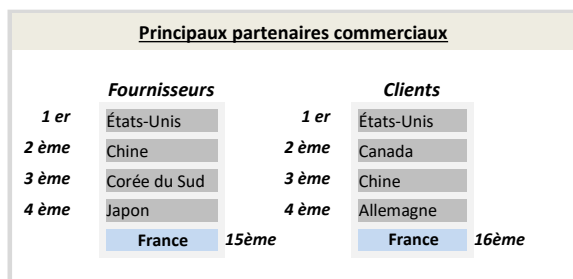 Principaux partenaires commerciaux
Fournisseurs Clients
1 er États-Unis 1 er États-Unis
2 ème Chine 2 ème Canada
3 ème Corée du Sud 3 ème Chine
4 ème Japon 4 ème Allemagne
France 15ème France 16ème